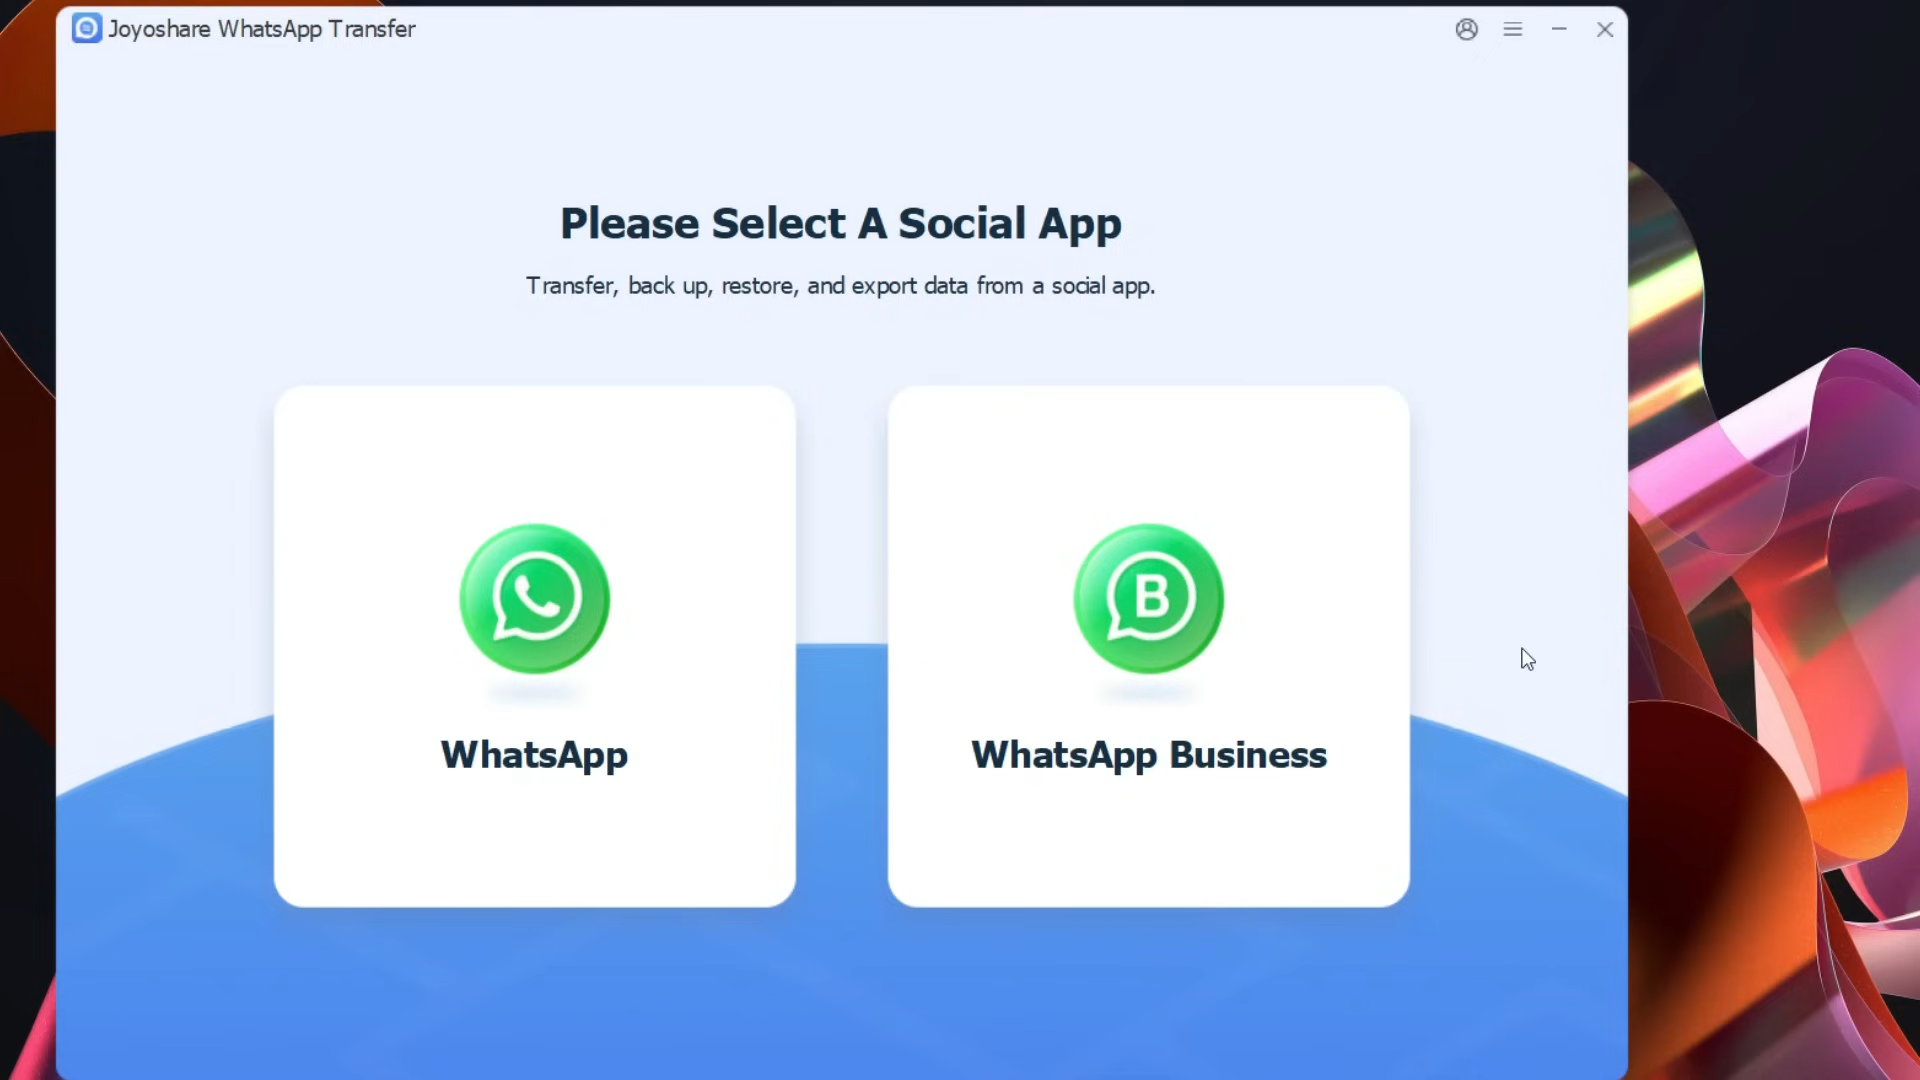 Joyoshare WhatsApp Transfer
Please Select A Social App
Transfer, back up, restore, and export data from a social app.
WhatsApp
B
WhatsApp Business